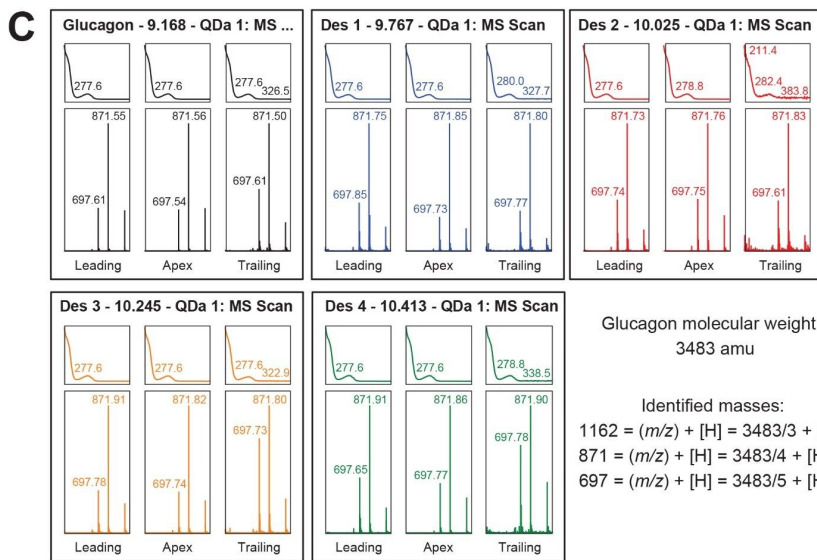 C
Glucagon - 9.168 - QDa 1: MS ...
277.6
277.6
277.6
326.5
871.55
697.61
871.56
697.54
871.50
697.61
Leading
Apex
Trailing
Des 1 - 9.767 - QDa 1: MS Scan
277.6
277.6
280.0
327.7
871.75
697.85
871.85
697.73
871.80
697.77
Leading
Apex
Trailing
Des 2 - 10.025 - QDa 1: MS Scan
277.6
278.8
211.4
282.4
383.8
871.73
697.74
871.76
697.75
871.83
697.61
Leading
Apex
Trailing
Des 3 - 10.245 - QDa 1: MS Scan
277.6
277.6
277.6
322.9
871.91
697.78
871.82
697.74
871.80
697.73
Leading
Apex
Trailing
Des 4 - 10.413 - QDa 1: MS Scan
277.6
277.6
278.8
338.5
871.91
697.65
871.86
697.77
871.90
697.78
Leading
Apex
Trailing
Glucagon molecular weight
3483 amu
Identified masses:
1162 = (m/z) + [H] = 3483/3 +
871 = (m/z) + [H] = 3483/4 + [H
697 = (m/z) + [H] = 3483/5 + [H